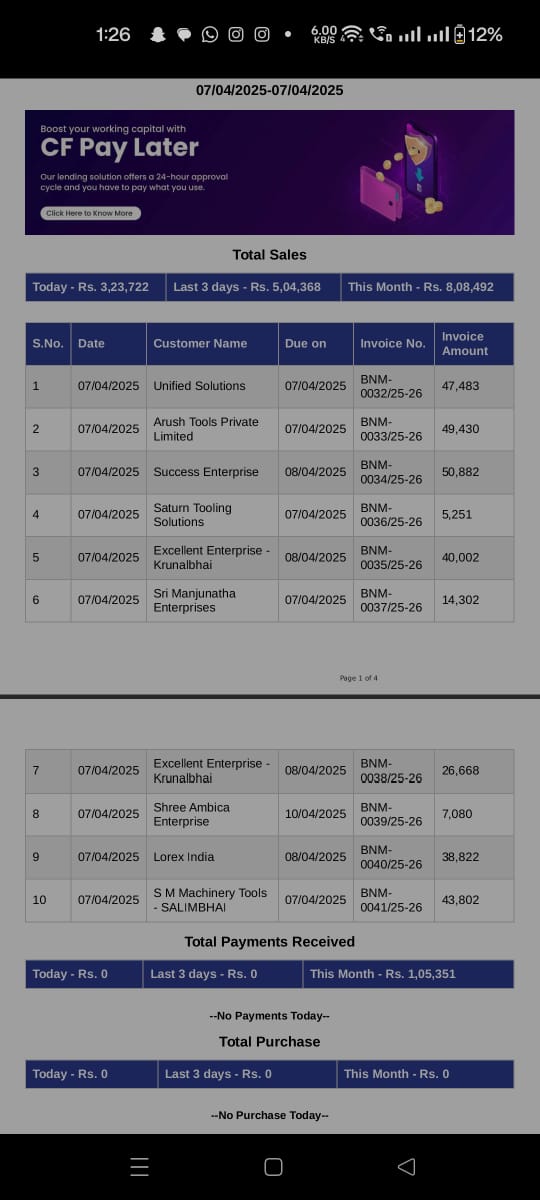 1:26
6.00 KB/S
12%
07/04/2025-07/04/2025
Boost your working capital with
CF Pay Later
Our lending solution offers a 24-hour approval
cycle and you have to pay what you use.
Click Here to Know More
Total Sales
Today - Rs. 3,23,722 Last 3 days - Rs. 5,04,368 This Month - Rs. 8,08,492
S.No. Date Customer Name Due on Invoice No. Invoice Amount
1 07/04/2025 Unified Solutions 07/04/2025 BNM-0032/25-26 47,483
2 07/04/2025 Arush Tools Private Limited 07/04/2025 BNM-0033/25-26 49,430
3 07/04/2025 Success Enterprise 08/04/2025 BNM-0034/25-26 50,882
4 07/04/2025 Saturn Tooling Solutions 07/04/2025 BNM-0036/25-26 5,251
5 07/04/2025 Excellent Enterprise - Krunalbhai 08/04/2025 BNM-0035/25-26 40,002
6 07/04/2025 Sri Manjunatha Enterprises 07/04/2025 BNM-0037/25-26 14,302
Page 1 of 4
7 07/04/2025 Excellent Enterprise - Krunalbhai 08/04/2025 BNM-0038/25-26 26,668
8 07/04/2025 Shree Ambica Enterprise 10/04/2025 BNM-0039/25-26 7,080
9 07/04/2025 Lorex India 08/04/2025 BNM-0040/25-26 38,822
10 07/04/2025 S M Machinery Tools - SALIMBHAI 07/04/2025 BNM-0041/25-26 43,802
Total Payments Received
Today - Rs. 0 Last 3 days - Rs. 0 This Month - Rs. 1,05,351
--No Payments Today--
Total Purchase
Today - Rs. 0 Last 3 days - Rs. 0 This Month - Rs. 0
--No Purchase Today--